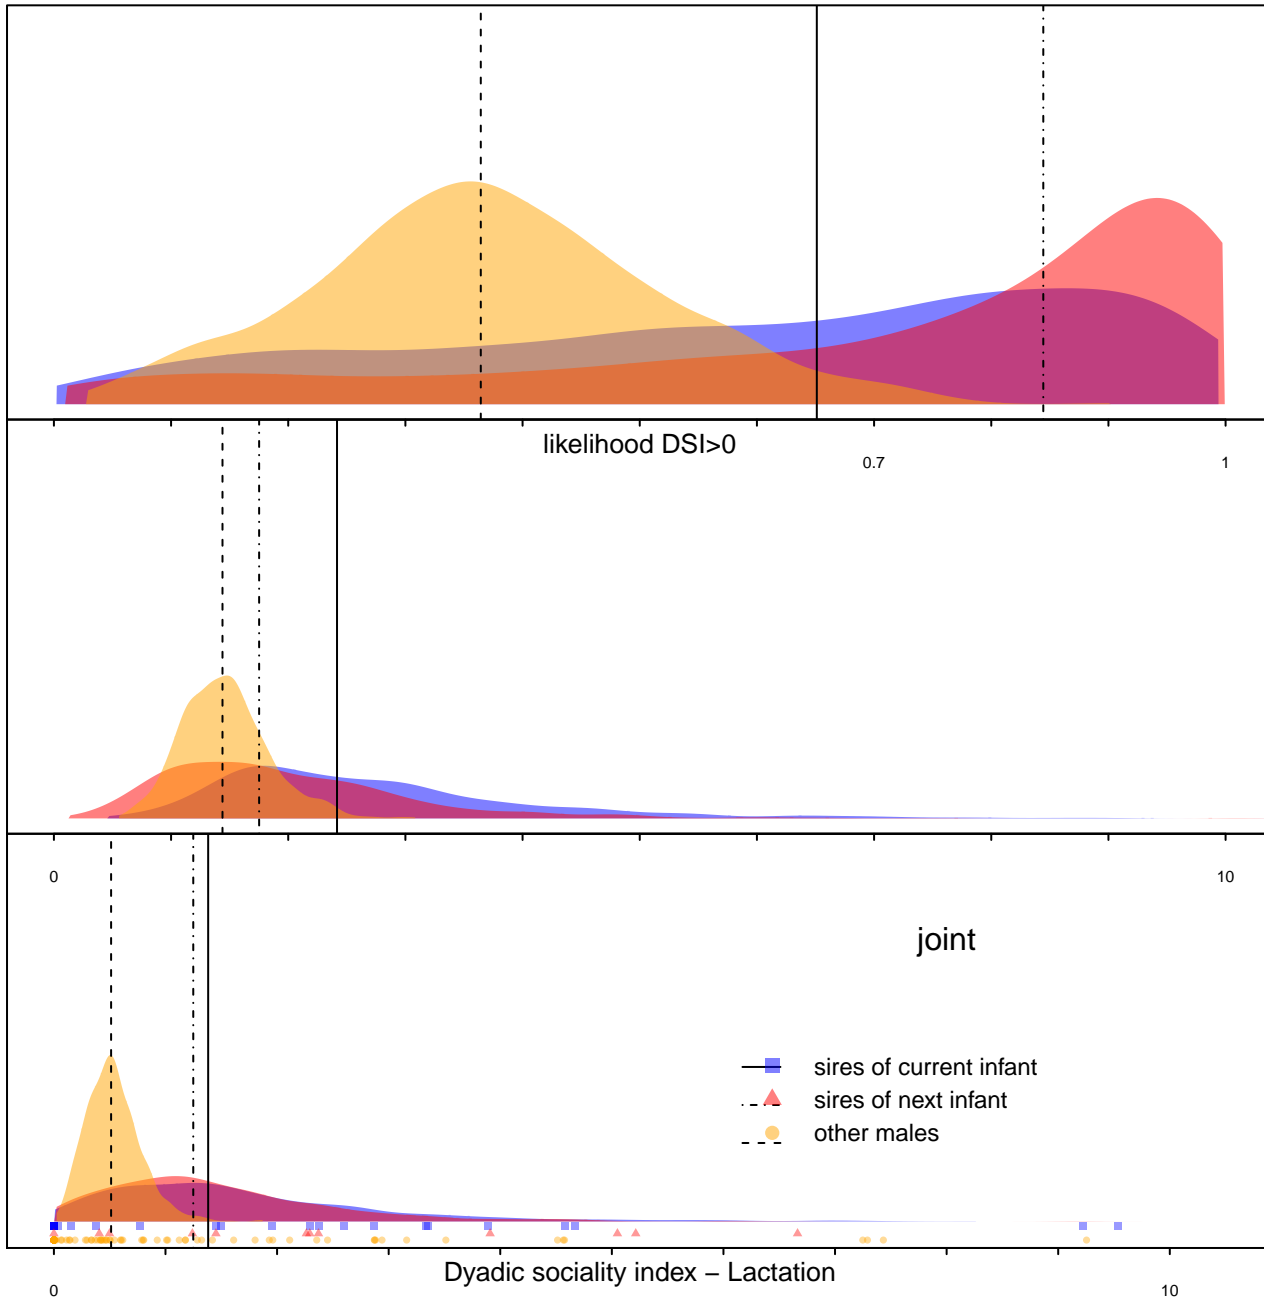 likelihood DSI>0
0.7
1
0
10
joint
sires of current infant
sires of next infant
other males
Dyadic sociality index − Lactation
0
10